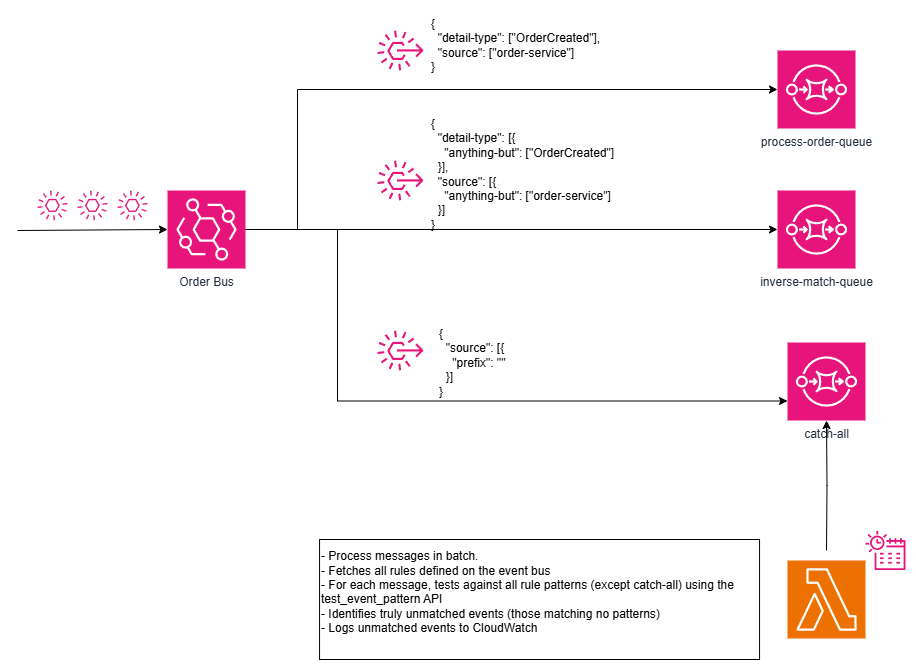 {
"detail-type": ["OrderCreated"],
"source": ["order-service"]
}
process-order-queue
{
"detail-type": [{
"anything-but": ["OrderCreated"]
}],
"source": [{
"anything-but": ["order-service"]
}]
}
Order Bus
inverse-match-queue
{
"source": [{
"prefix": ""
}]
}
catch-all
- Process messages in batch.
- Fetches all rules defined on the event bus
- For each message, tests against all rule patterns (except catch-all) using the
test_event_pattern API
- Identifies truly unmatched events (those matching no patterns)
- Logs unmatched events to CloudWatch